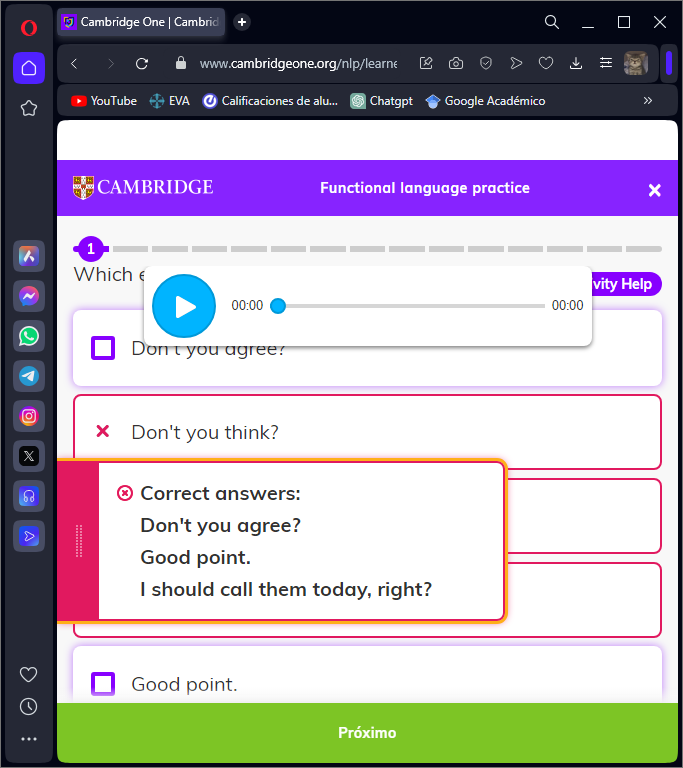 Cambridge One | Cambrid
www.cambridgeone.org/nlp/learne
YouTube
EVA
Calificaciones de alu...
Chatgpt
Google Académico
»
CAMBRIDGE
Functional language practice
1
Which e
vity Help
00:00
00:00
Don't you agree?
Don't you think?
Correct answers:
Don't you agree?
Good point.
I should call them today, right?
Good point.
Próximo